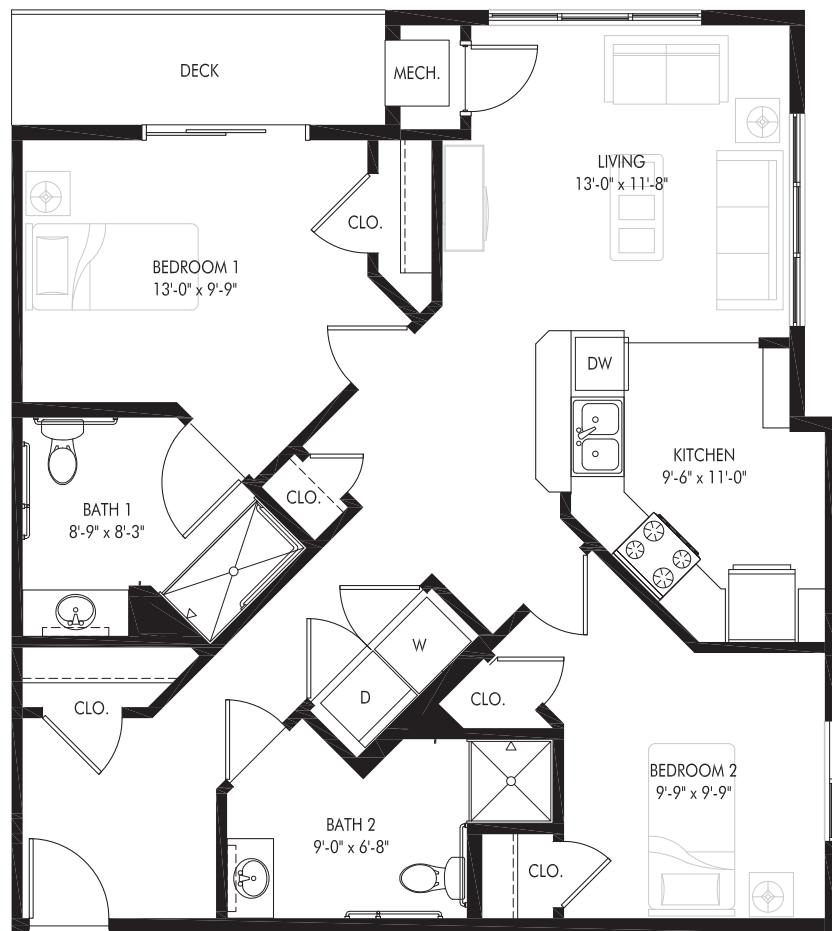 DECK
MECH.
LIVING
13'-0" x 11'-8"
CLO.
BEDROOM 1
13'-0" x 9'-9"
DW
KITCHEN
9'-6" x 11'-0"
CLO.
BATH 1
8'-9" x 8'-3"
W
D
CLO.
CLO.
BEDROOM 2
9'-9" x 9'-9"
BATH 2
9'-0" x 6'-8"
CLO.